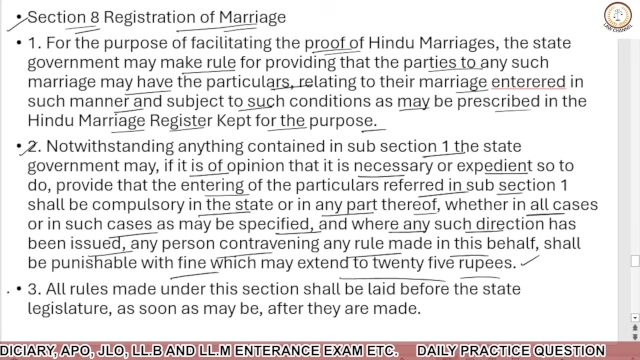 Section 8 Registration of Marriage
1. For the purpose of facilitating the proof of Hindu Marriages, the state
government may make rule for providing that the parties to any such
marriage may have the particulars, relating to their marriage enterered in
such manner and subject to such conditions as may be prescribed in the
Hindu Marriage Register Kept for the purpose.
2. Notwithstanding anything contained in sub section 1 the state
government may, if it is of opinion that it is necessary or expedient so to
do, provide that the entering of the particulars referred in sub section 1
shall be compulsory in the state or in any part thereof, whether in all cases
or in such cases as may be specified, and where any such direction has
been issued, any person contravening any rule made in this behalf, shall
be punishable with fine which may extend to twenty five rupees.
3. All rules made under this section shall be laid before the state
legislature, as soon as may be, after they are made.
DICIARY, APO, JLO, LL.B AND LL.M ENTERANCE EXAM ETC. DAILY PRACTICE QUESTION